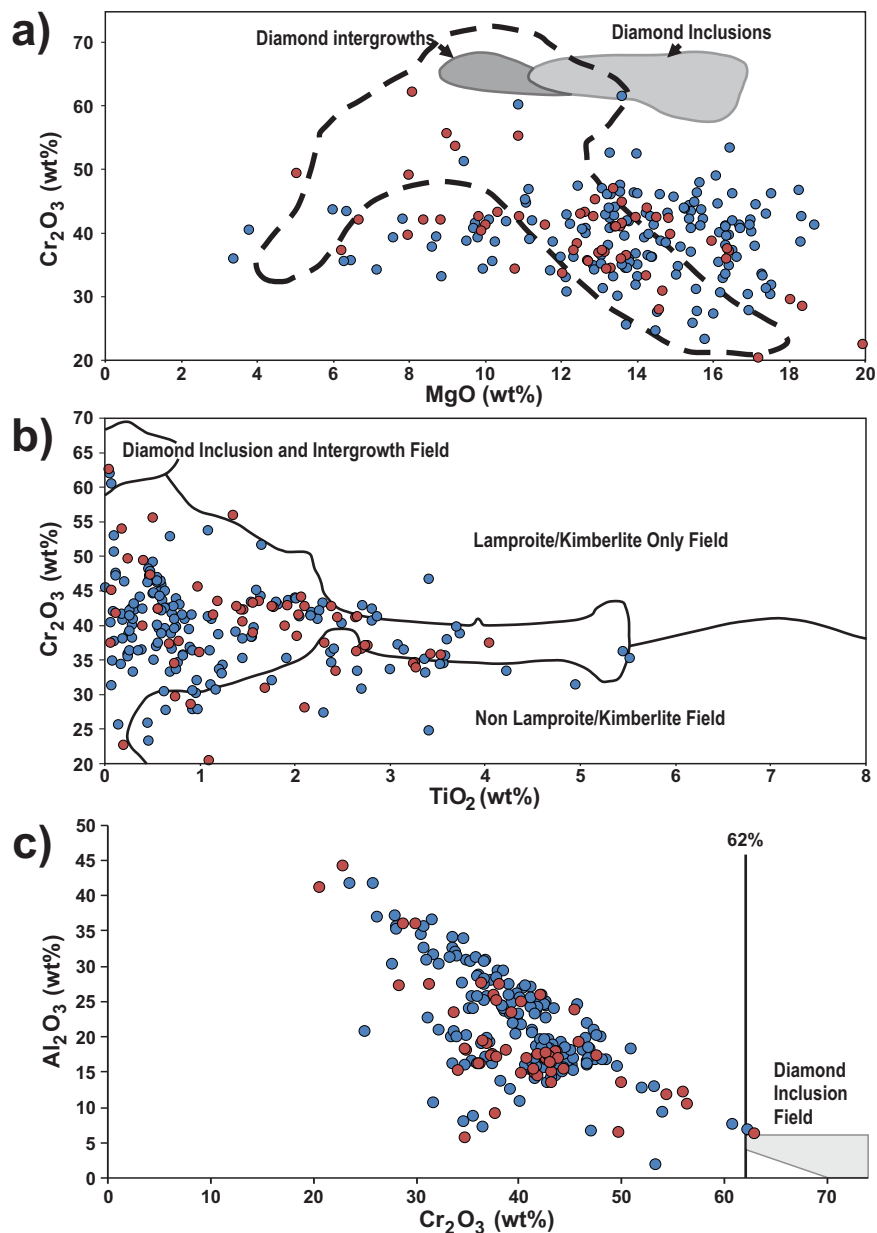 a)
Diamond intergrowths
Diamond Inclusions
Cr2O3 (wt%)
70
60
50
40
30
20
0 2 4 6 8 10 12 14 16 18 20
MgO (wt%)
b)
Diamond Inclusion and Intergrowth Field
Lamproite/Kimberlite Only Field
Non Lamproite/Kimberlite Field
Cr2O3 (wt%)
70
65
60
55
50
45
40
35
30
25
20
0 1 2 3 4 5 6 7 8
TiO2 (wt%)
c)
62%
Diamond
Inclusion
Field
Al2O3 (wt%)
50
45
40
35
30
25
20
15
10
5
0
0 10 20 30 40 50 60 70
Cr2O3 (wt%)